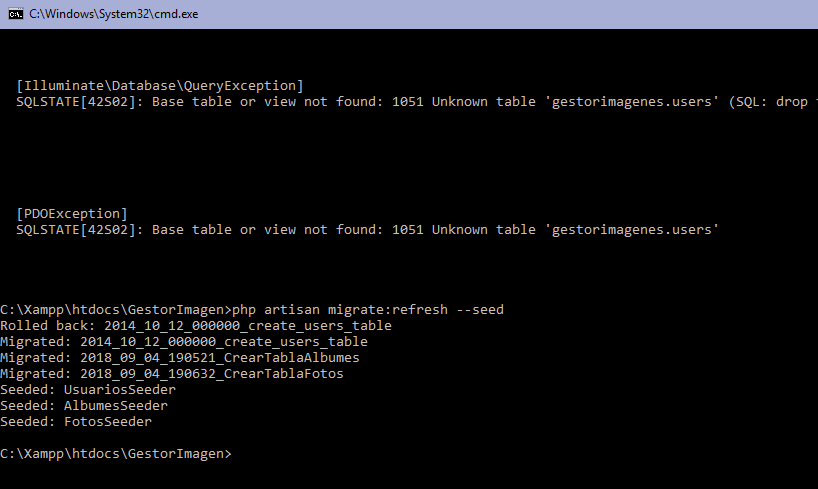 C:\Windows\System32\cmd.exe
[Illuminate\Database\QueryException]
SQLSTATE[42S02]: Base table or view not found: 1051 Unknown table 'gestorimagenes.users' (SQL: drop
[PDOException]
SQLSTATE[42S02]: Base table or view not found: 1051 Unknown table 'gestorimagenes.users'
C:\Xampp\htdocs\GestorImagen>php artisan migrate:refresh --seed
Rolled back: 2014_10_12_000000_create_users_table
Migrated: 2014_10_12_000000_create_users_table
Migrated: 2018_09_04_190521_CrearTablaAlbumes
Migrated: 2018_09_04_190632_CrearTablaFotos
Seeded: UsuariosSeeder
Seeded: AlbumesSeeder
Seeded: FotosSeeder
C:\Xampp\htdocs\GestorImagen>